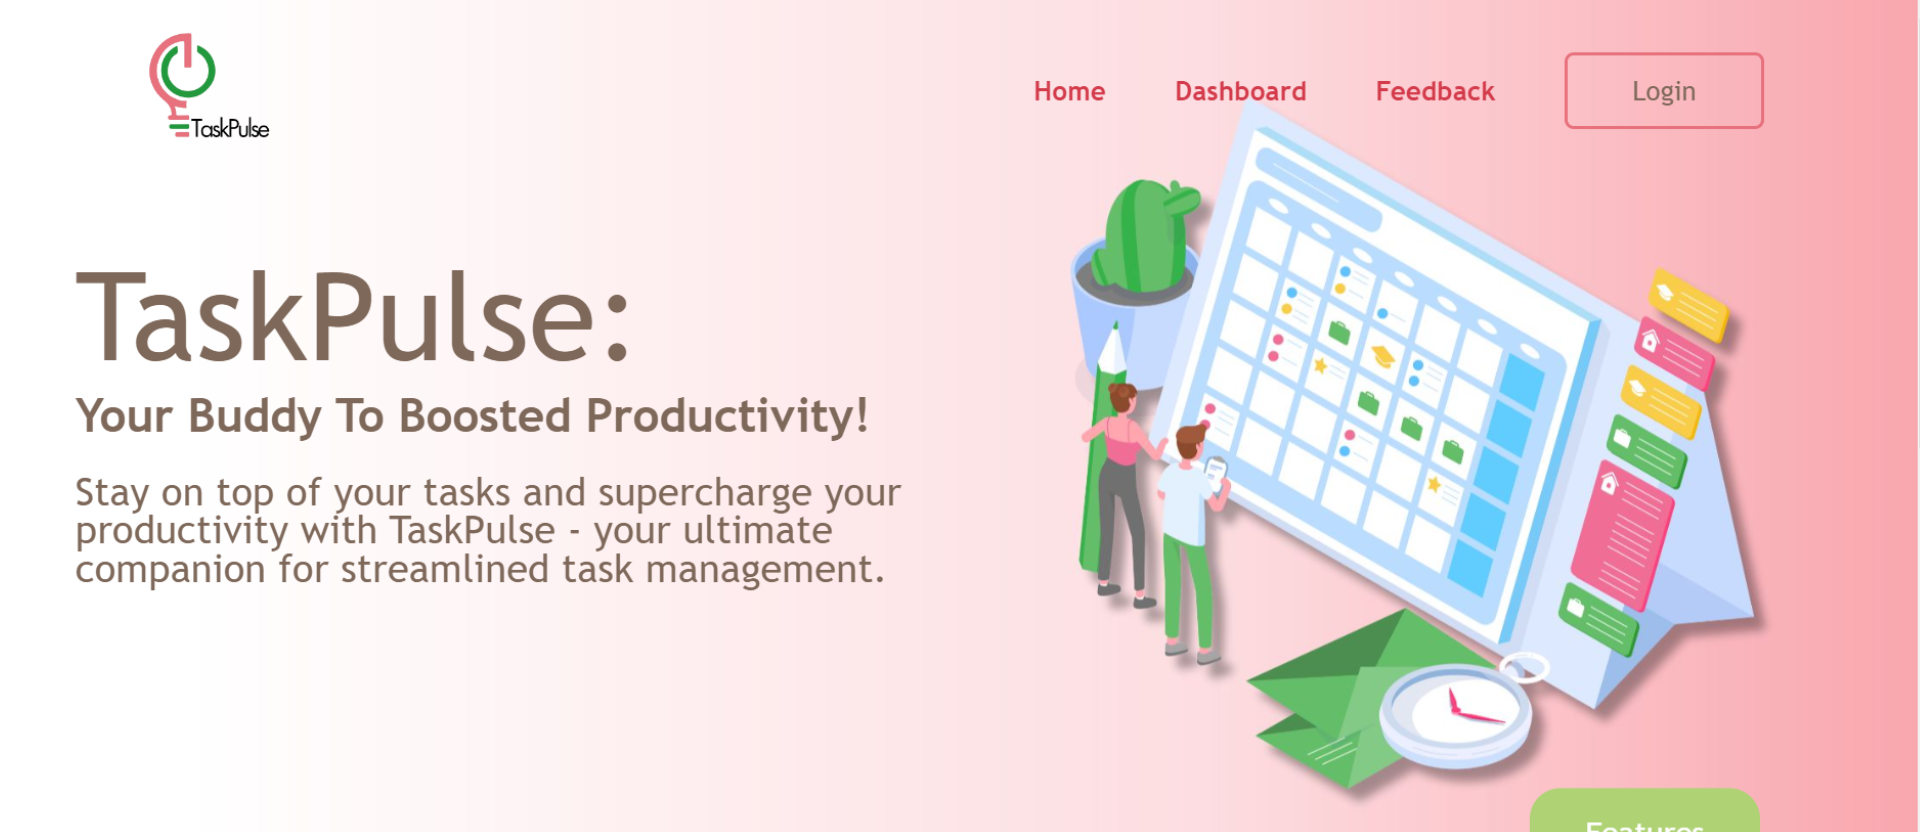 TaskPulse
Home Dashboard Feedback Login
TaskPulse:
Your Buddy To Boosted Productivity!
Stay on top of your tasks and supercharge your
productivity with TaskPulse - your ultimate
companion for streamlined task management.
Features